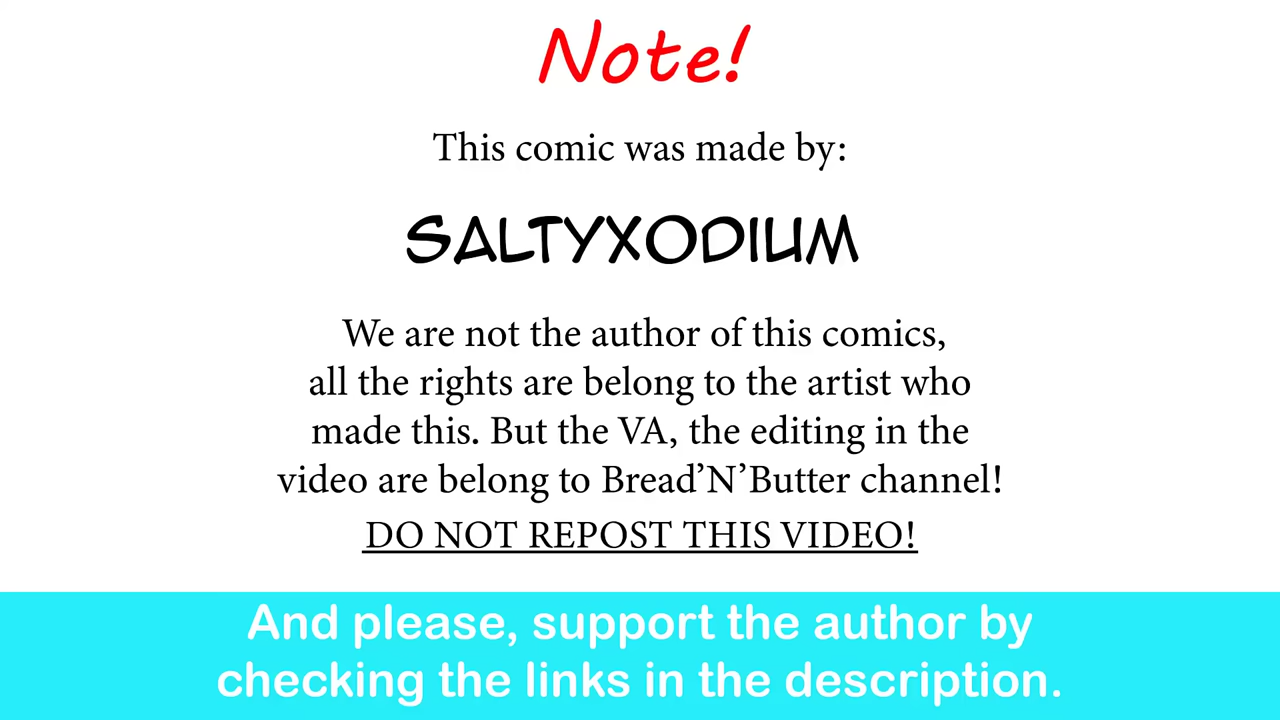 Note!
This comic was made by:
SALTYXODIUM
We are not the author of this comics,
all the rights are belong to the artist who
made this. But the VA, the editing in the
video are belong to Bread’N’Butter channel!
DO NOT REPOST THIS VIDEO!
And please, support the author by
checking the links in the description.